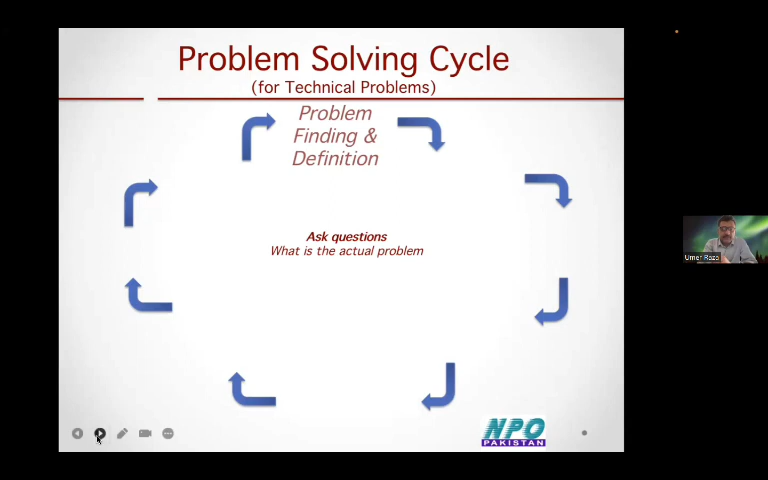 Problem Solving Cycle
(for Technical Problems)
Problem
Finding &
Definition
Ask questions
What is the actual problem
Umer Raza
NPO
PAKISTAN